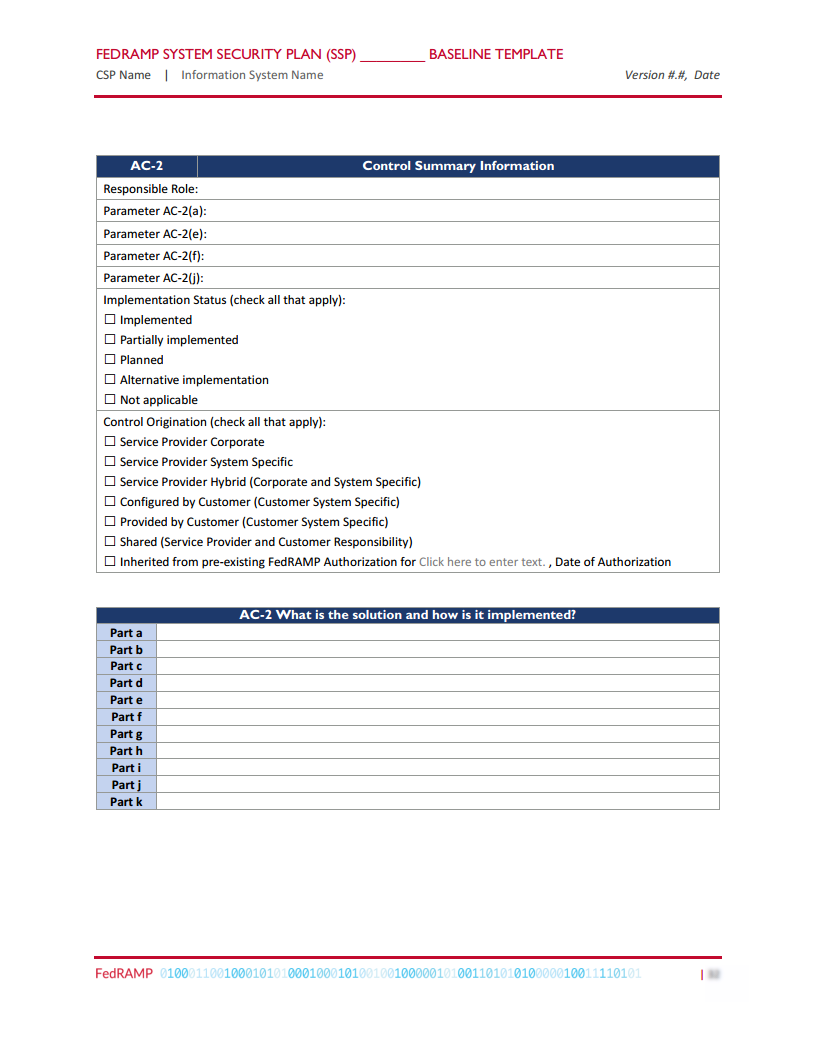 FEDRAMP SYSTEM SECURITY PLAN (SSP) _________ BASELINE TEMPLATE
CSP Name | Information System Name Version #.#, Date
AC-2 Control Summary Information
Responsible Role:
Parameter AC-2(a):
Parameter AC-2(e):
Parameter AC-2(f):
Parameter AC-2(j):
Implementation Status (check all that apply):
☐ Implemented
☐ Partially implemented
☐ Planned
☐ Alternative implementation
☐ Not applicable
Control Origination (check all that apply):
☐ Service Provider Corporate
☐ Service Provider System Specific
☐ Service Provider Hybrid (Corporate and System Specific)
☐ Configured by Customer (Customer System Specific)
☐ Provided by Customer (Customer System Specific)
☐ Shared (Service Provider and Customer Responsibility)
☐ Inherited from pre-existing FedRAMP Authorization for Click here to enter text. , Date of Authorization
AC-2 What is the solution and how is it implemented?
Part a
Part b
Part c
Part d
Part e
Part f
Part g
Part h
Part i
Part j
Part k
FedRAMP |